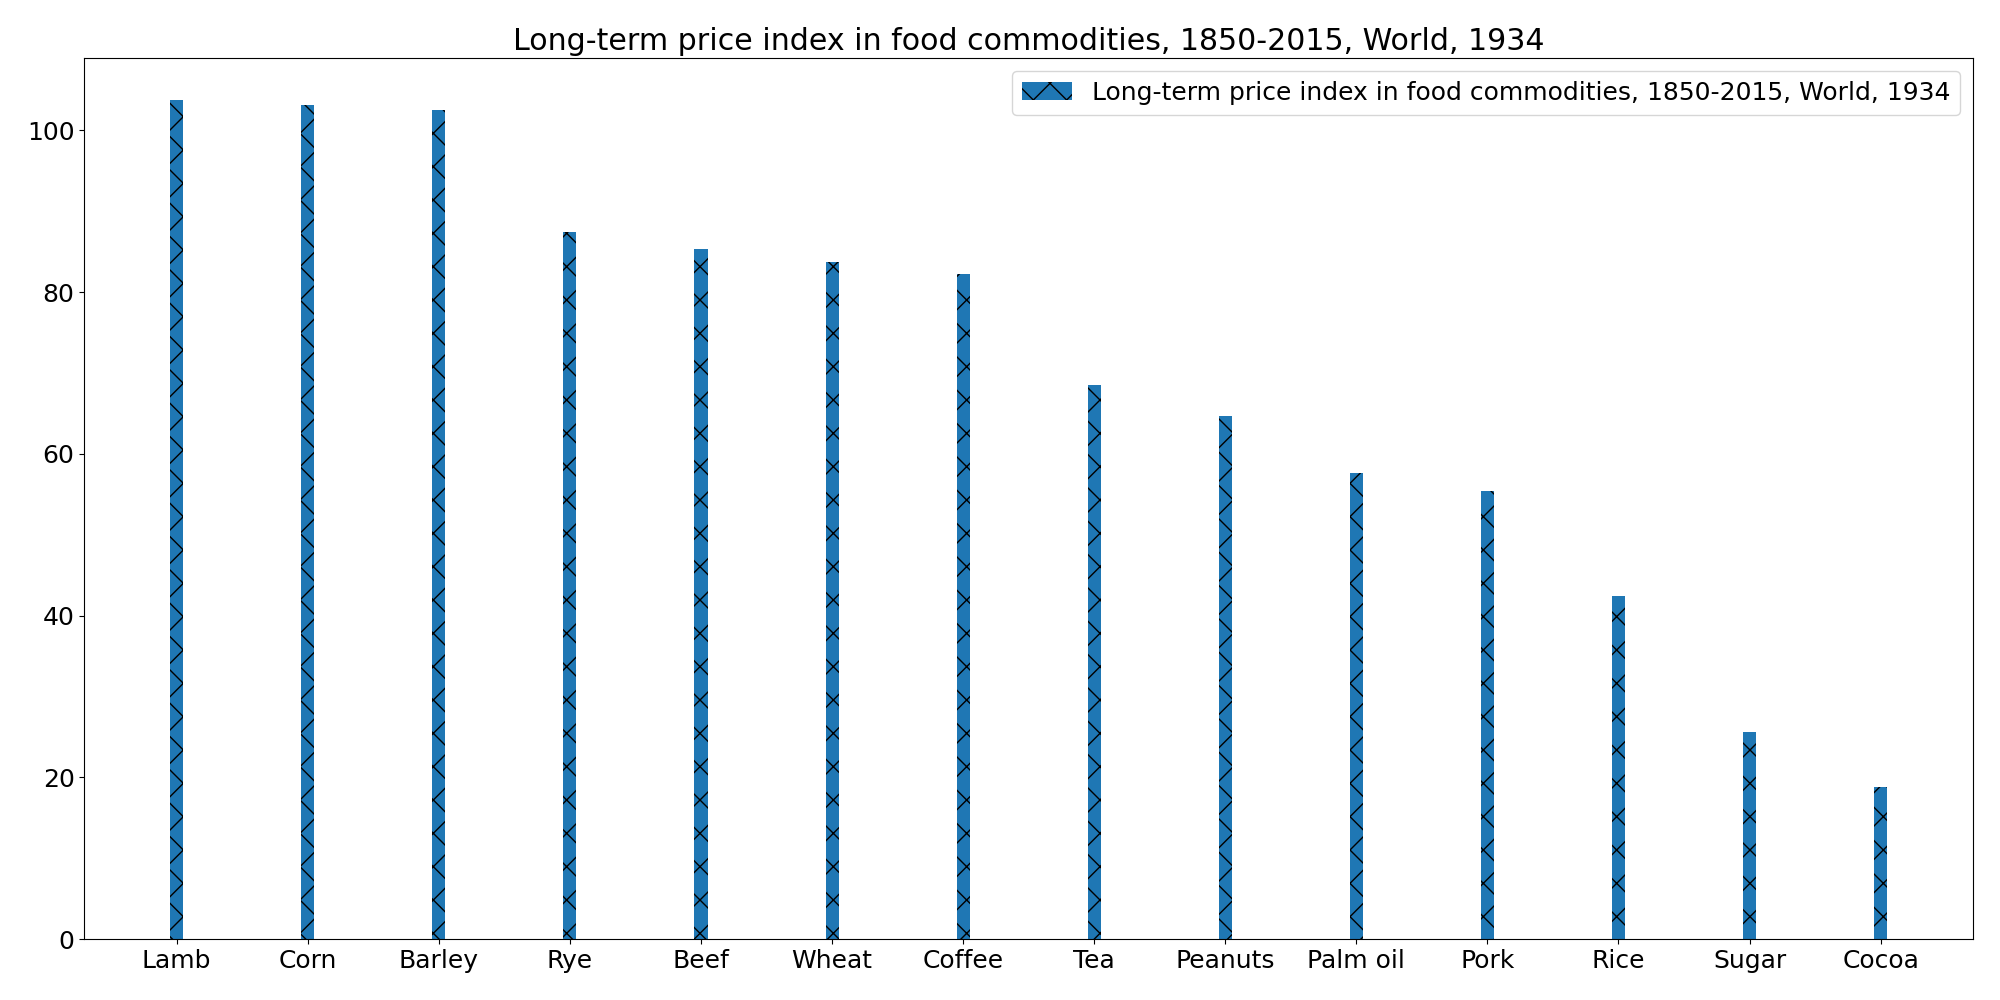 Long-term price index in food commodities, 1850-2015, World, 1934
Long-term price index in food commodities, 1850-2015, World, 1934
100
80
60
40
20
0
Lamb Corn Barley Rye Beef Wheat Coffee Tea Peanuts Palm oil Pork Rice Sugar Cocoa